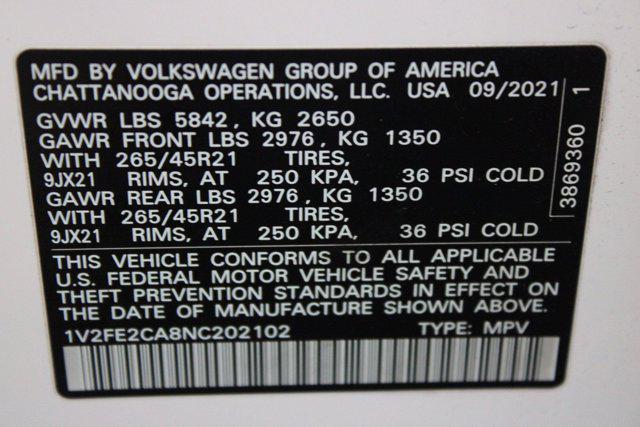 MFD BY VOLKSWAGEN GROUP OF AMERICA
CHATTANOOGA OPERATIONS, LLC. USA 09/2021
GVWR LBS 5842, KG 2650
GAWR FRONT LBS 2976, KG 1350
WITH 265/45R21 TIRES,
9JX21 RIMS, AT 250 KPA, 36 PSI COLD
GAWR REAR LBS 2976, KG 1350
WITH 265/45R21 TIRES,
9JX21 RIMS, AT 250 KPA, 36 PSI COLD
THIS VEHICLE CONFORMS TO ALL APPLICABLE
U.S. FEDERAL MOTOR VEHICLE SAFETY AND
THEFT PREVENTION STANDARDS IN EFFECT ON
THE DATE OF MANUFACTURE SHOWN ABOVE.
1V2FE2CA8NC202102 TYPE: MPV
3869360 1